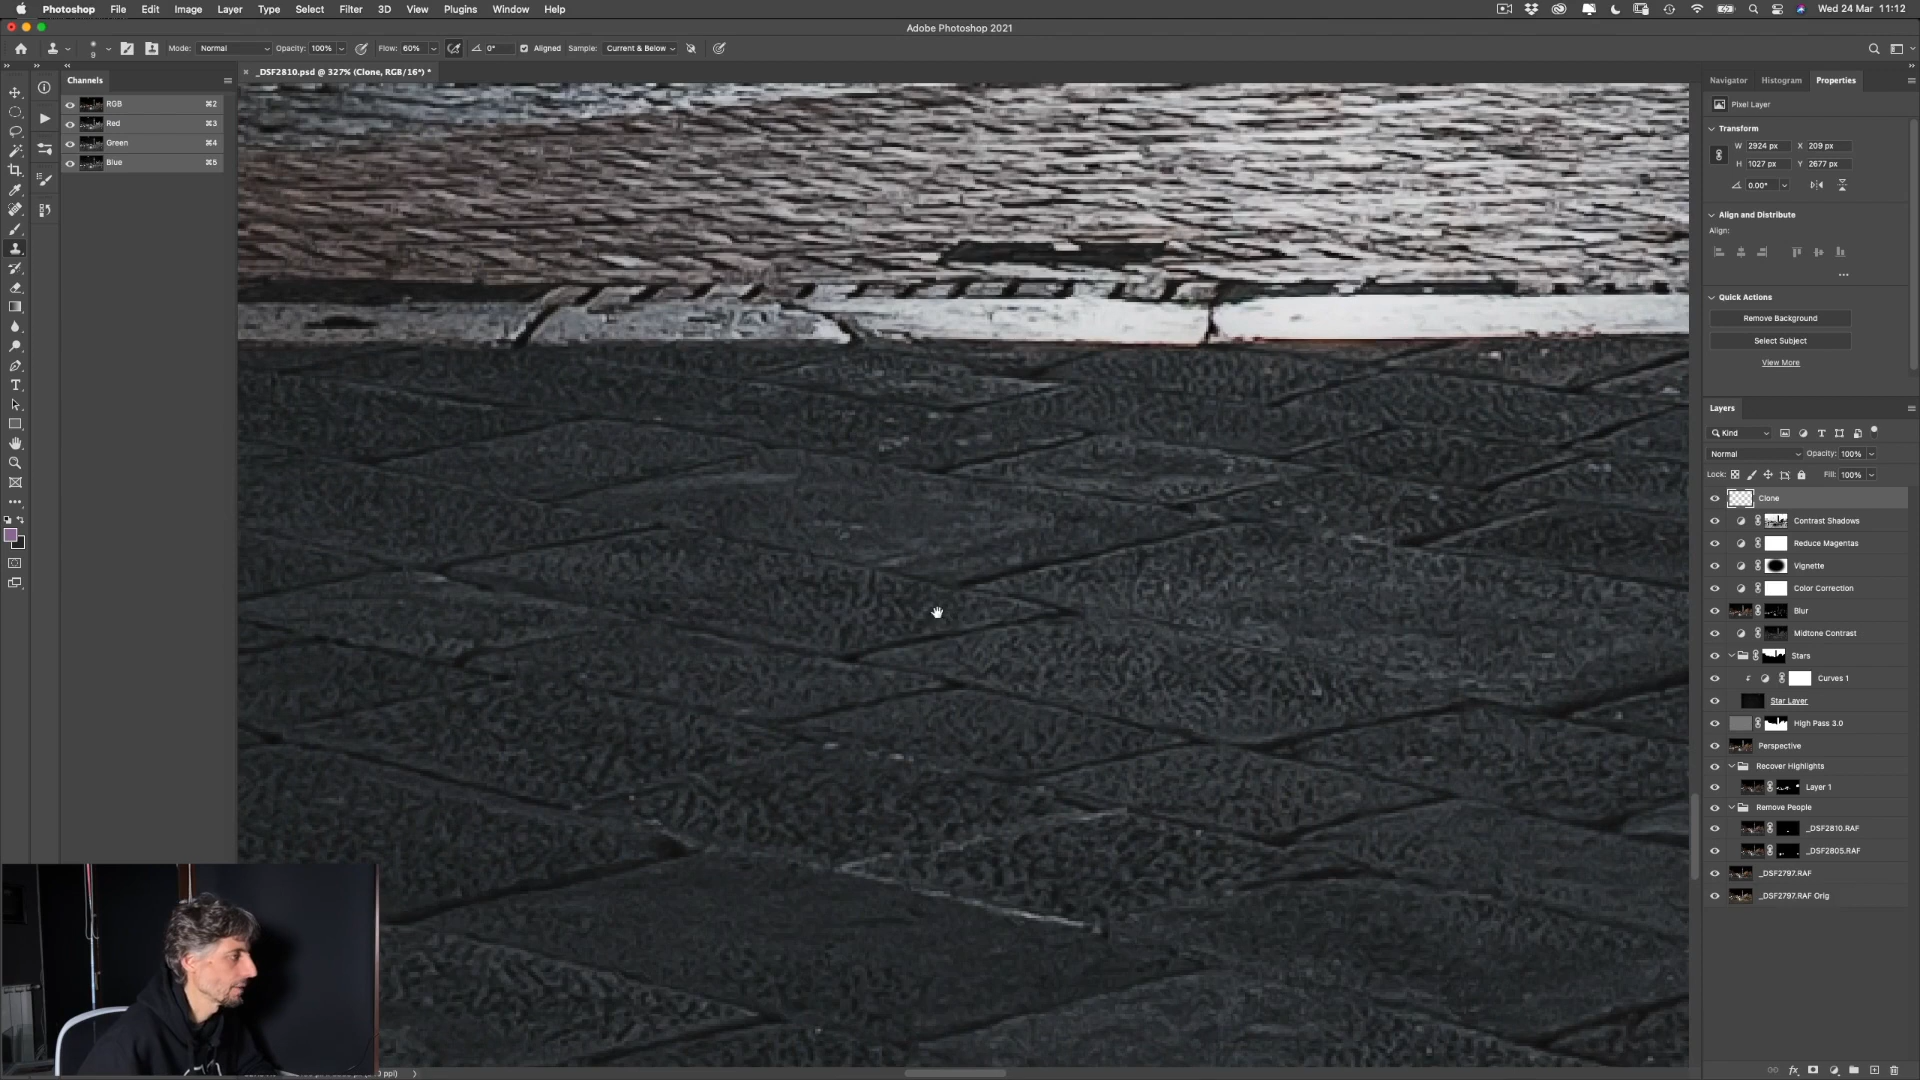 Photoshop File Edit Image Layer Type Select Filter 3D View Plugins Window Help Wed 24 Mar 11:12
Adobe Photoshop 2021
9 Mode: Normal Opacity: 100% Flow: 60% 0° Aligned Sample: Current & Below
_DSF2810.psd @ 327% (Clone, RGB/16*) *
Channels
RGB ⌘2
Red ⌘3
Green ⌘4
Blue ⌘5
Navigator Histogram Properties
Pixel Layer
Transform
W 2924 px X 209 px
H 1027 px Y 2677 px
0.00°
Align and Distribute
Align:
Quick Actions
Remove Background
Select Subject
View More
Layers
Kind
Normal Opacity: 100%
Lock: Fill: 100%
Clone
Contrast Shadows
Reduce Magentas
Vignette
Color Correction
Blur
Midtone Contrast
Stars
Curves 1
Star Layer
High Pass 3.0
Perspective
Recover Highlights
Layer 1
Remove People
_DSF2810.RAF
_DSF2805.RAF
_DSF2797.RAF
_DSF2797.RAF Orig